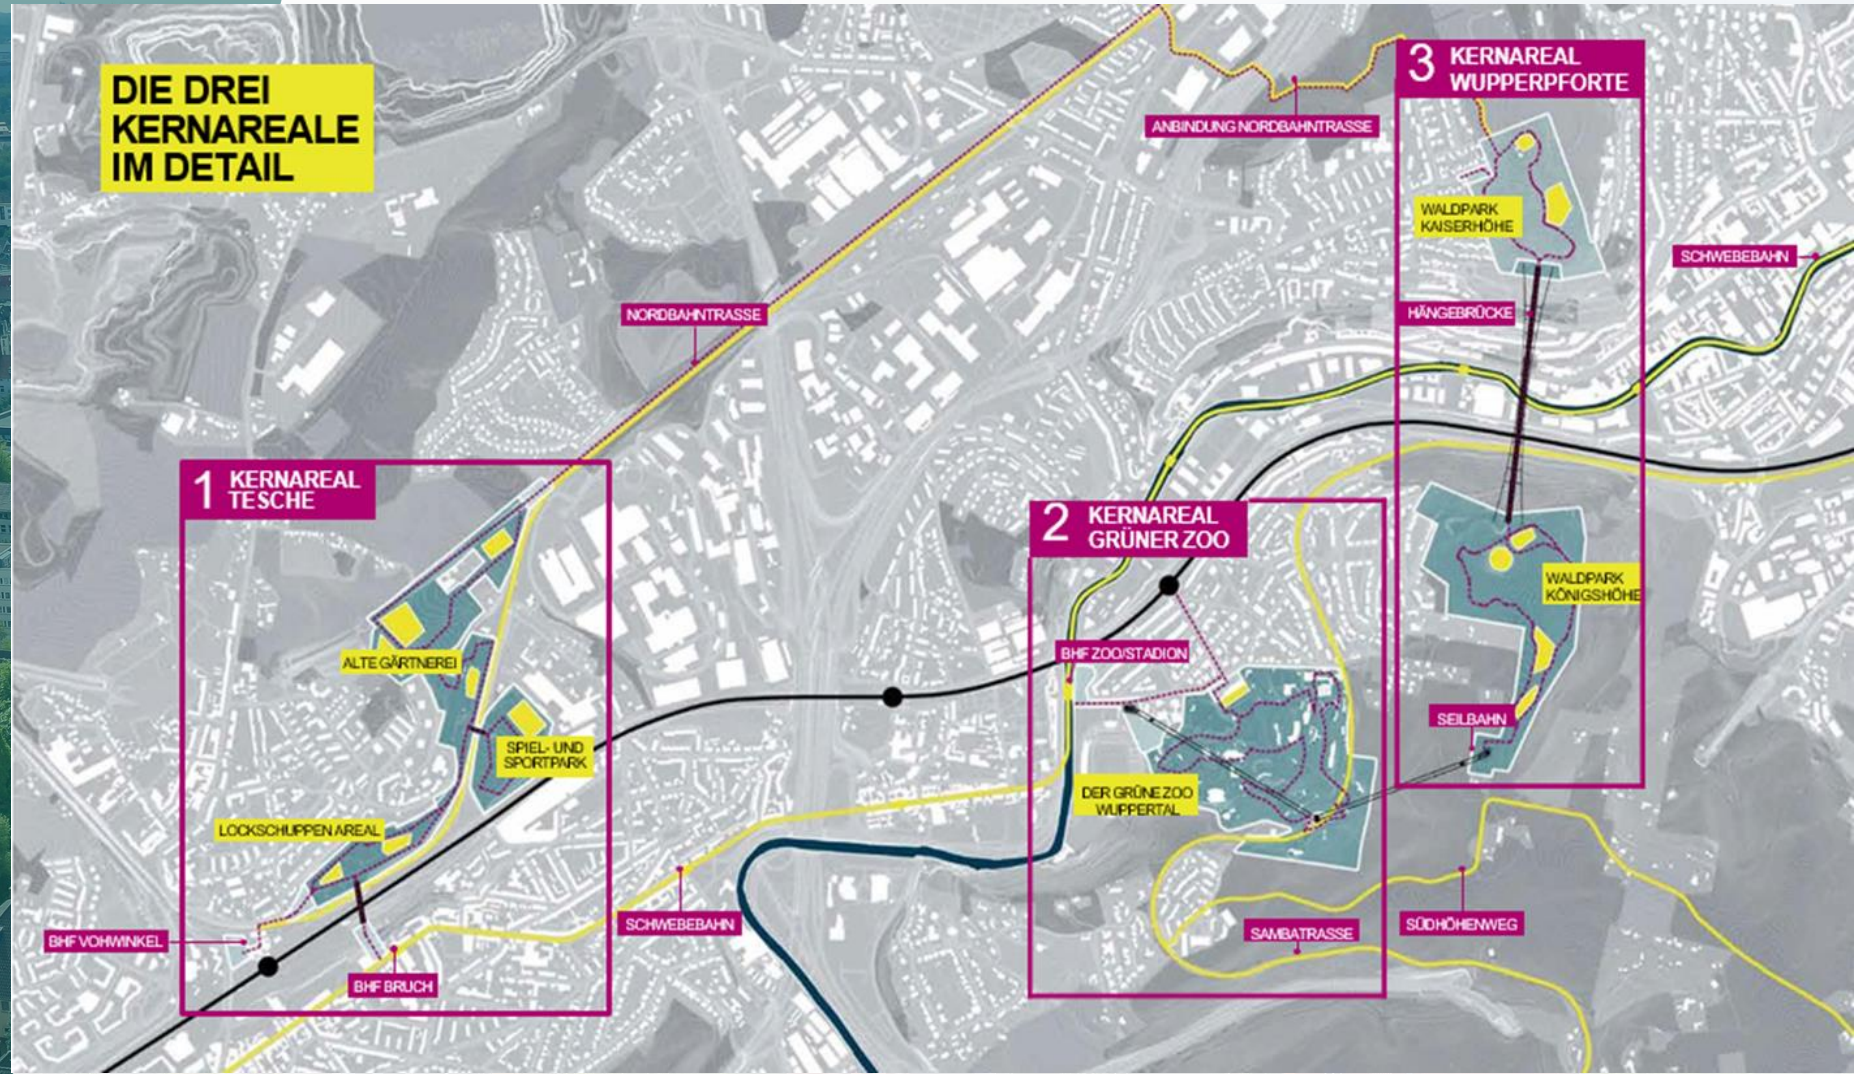 DIE DREI
KERNAREALE
IM DETAIL
3 KERNAREAL
WUPPERPFORTE
ANBINDUNG NORDBAHNTRASSE
WALDPARK
KAISERHÖHE
SCHWEBEBAHN
HÄNGEBRÜCKE
NORDBAHNTRASSE
1 KERNAREAL
TESCHE
2 KERNAREAL
GRÜNER ZOO
WALDPARK
KÖNIGSHÖHE
BHF ZOO/STADION
ALTE GÄRTNEREI
SEILBAHN
SPIEL- UND
SPORTPARK
DER GRÜNE ZOO
WUPPERTAL
LOCKSCHUPPEN AREAL
SCHWEBEBAHN
SÜDHÖHENWEG
SAMBATRASSE
BHF VOHWINKEL
BHF BRUCH